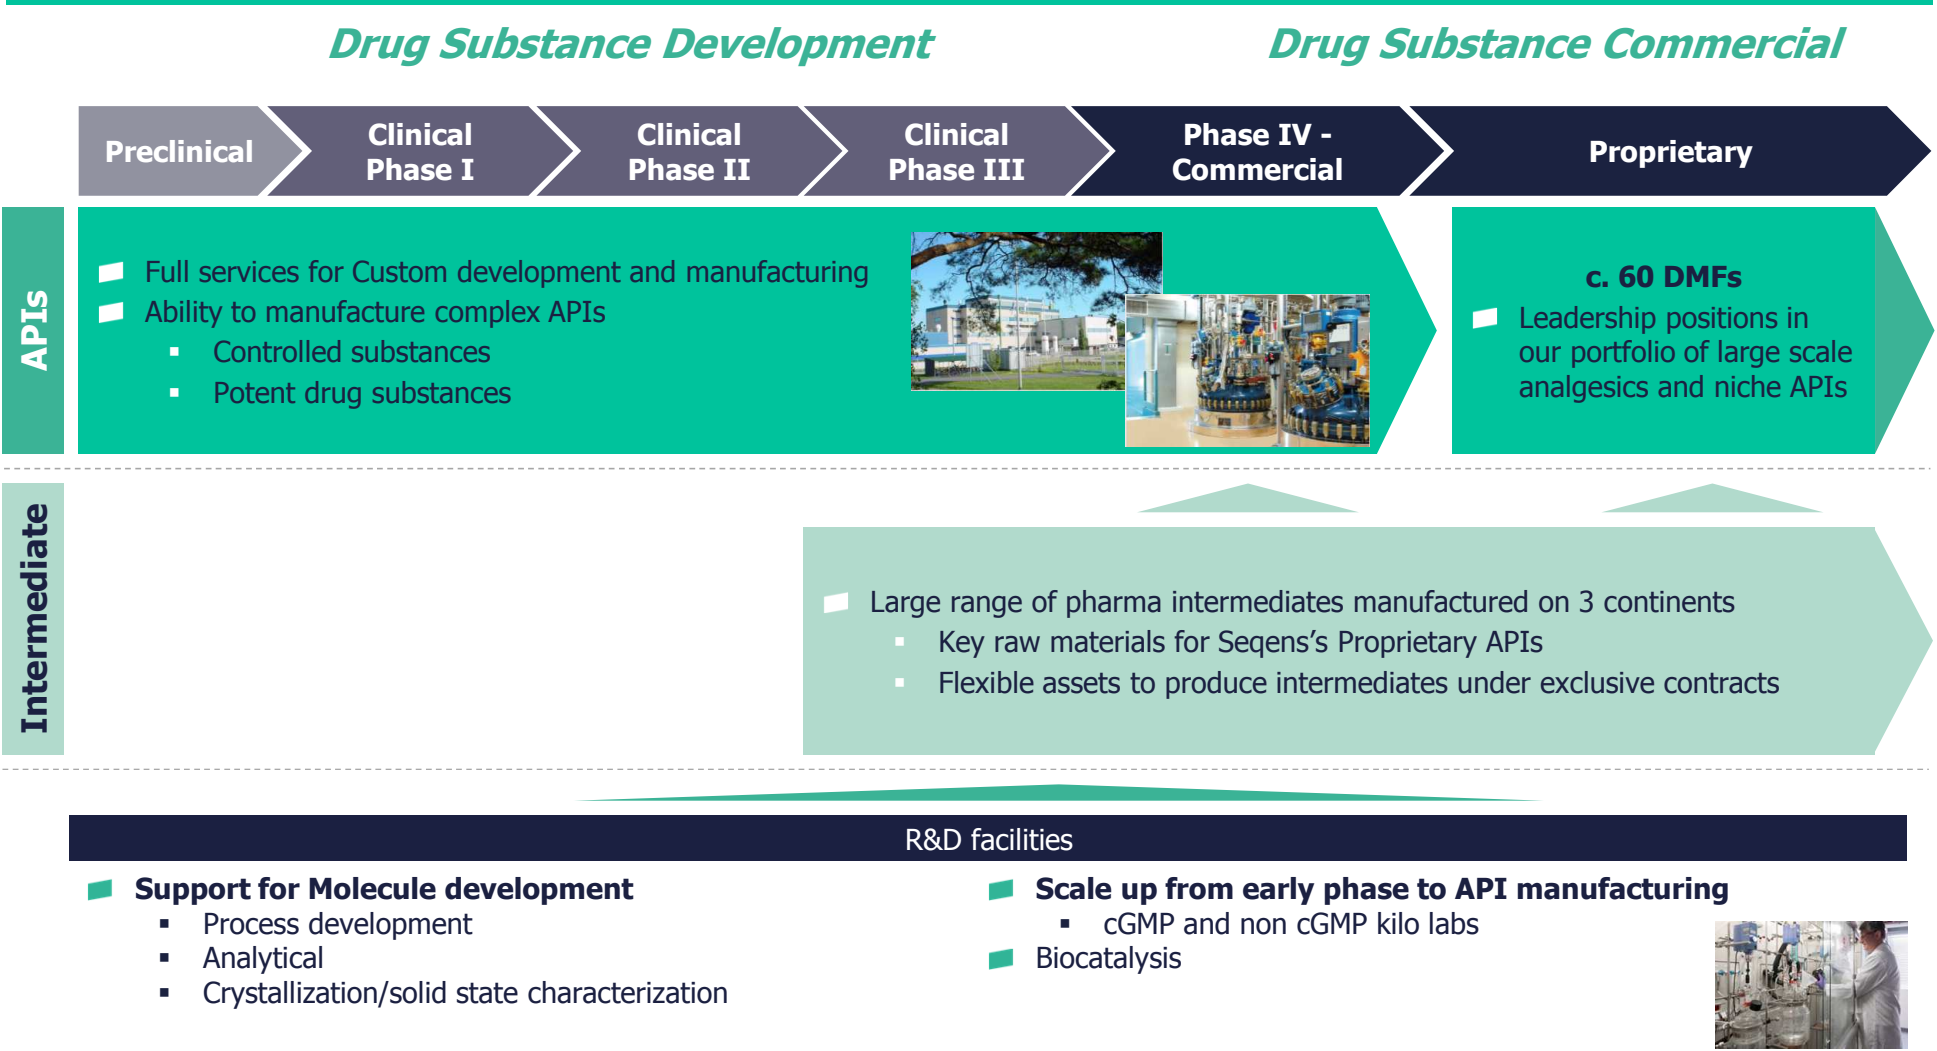 Drug Substance Development
Drug Substance Commercial
Preclinical
Clinical
Phase I
Clinical
Phase II
Clinical
Phase III
Phase IV -
Commercial
Proprietary
APIs
Full services for Custom development and manufacturing
Ability to manufacture complex APIs
▪ Controlled substances
▪ Potent drug substances
c. 60 DMFs
Leadership positions in
our portfolio of large scale
analgesics and niche APIs
Intermediate
Large range of pharma intermediates manufactured on 3 continents
▪ Key raw materials for Seqens’s Proprietary APIs
▪ Flexible assets to produce intermediates under exclusive contracts
R&D facilities
Support for Molecule development
▪ Process development
▪ Analytical
▪ Crystallization/solid state characterization
Scale up from early phase to API manufacturing
▪ cGMP and non cGMP kilo labs
Biocatalysis